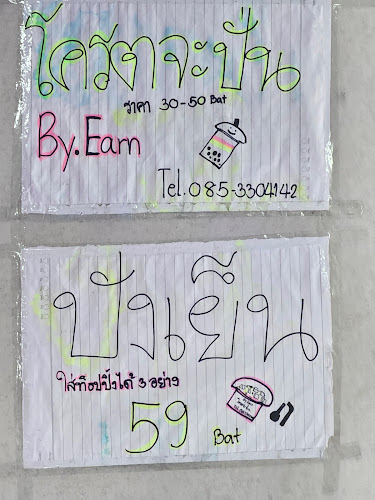 โครตจะปั่น
ราคา 30-50 Bat
By.Eam
Tel.085-3304142
บังเยิน
ใส่ท็อปปิ้งได้ 3 อย่าง
59 Bat